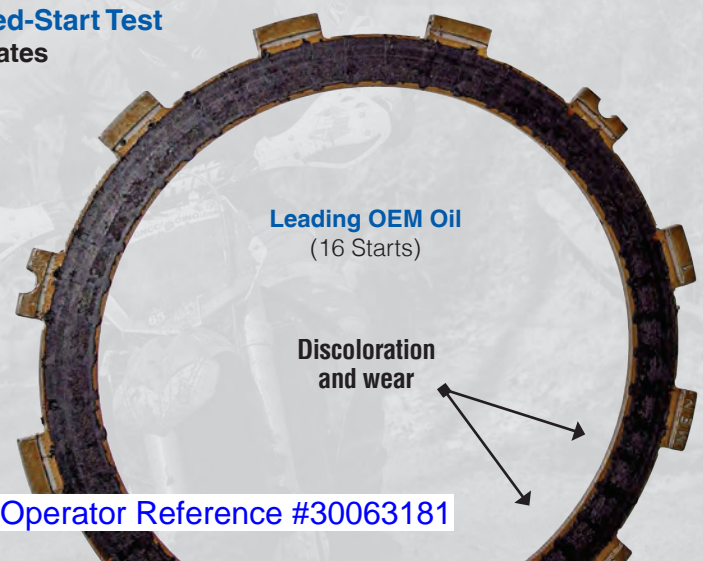 ed-Start Test
ates
Leading OEM Oil
(16 Starts)
Discoloration
and wear
Operator Reference #30063181